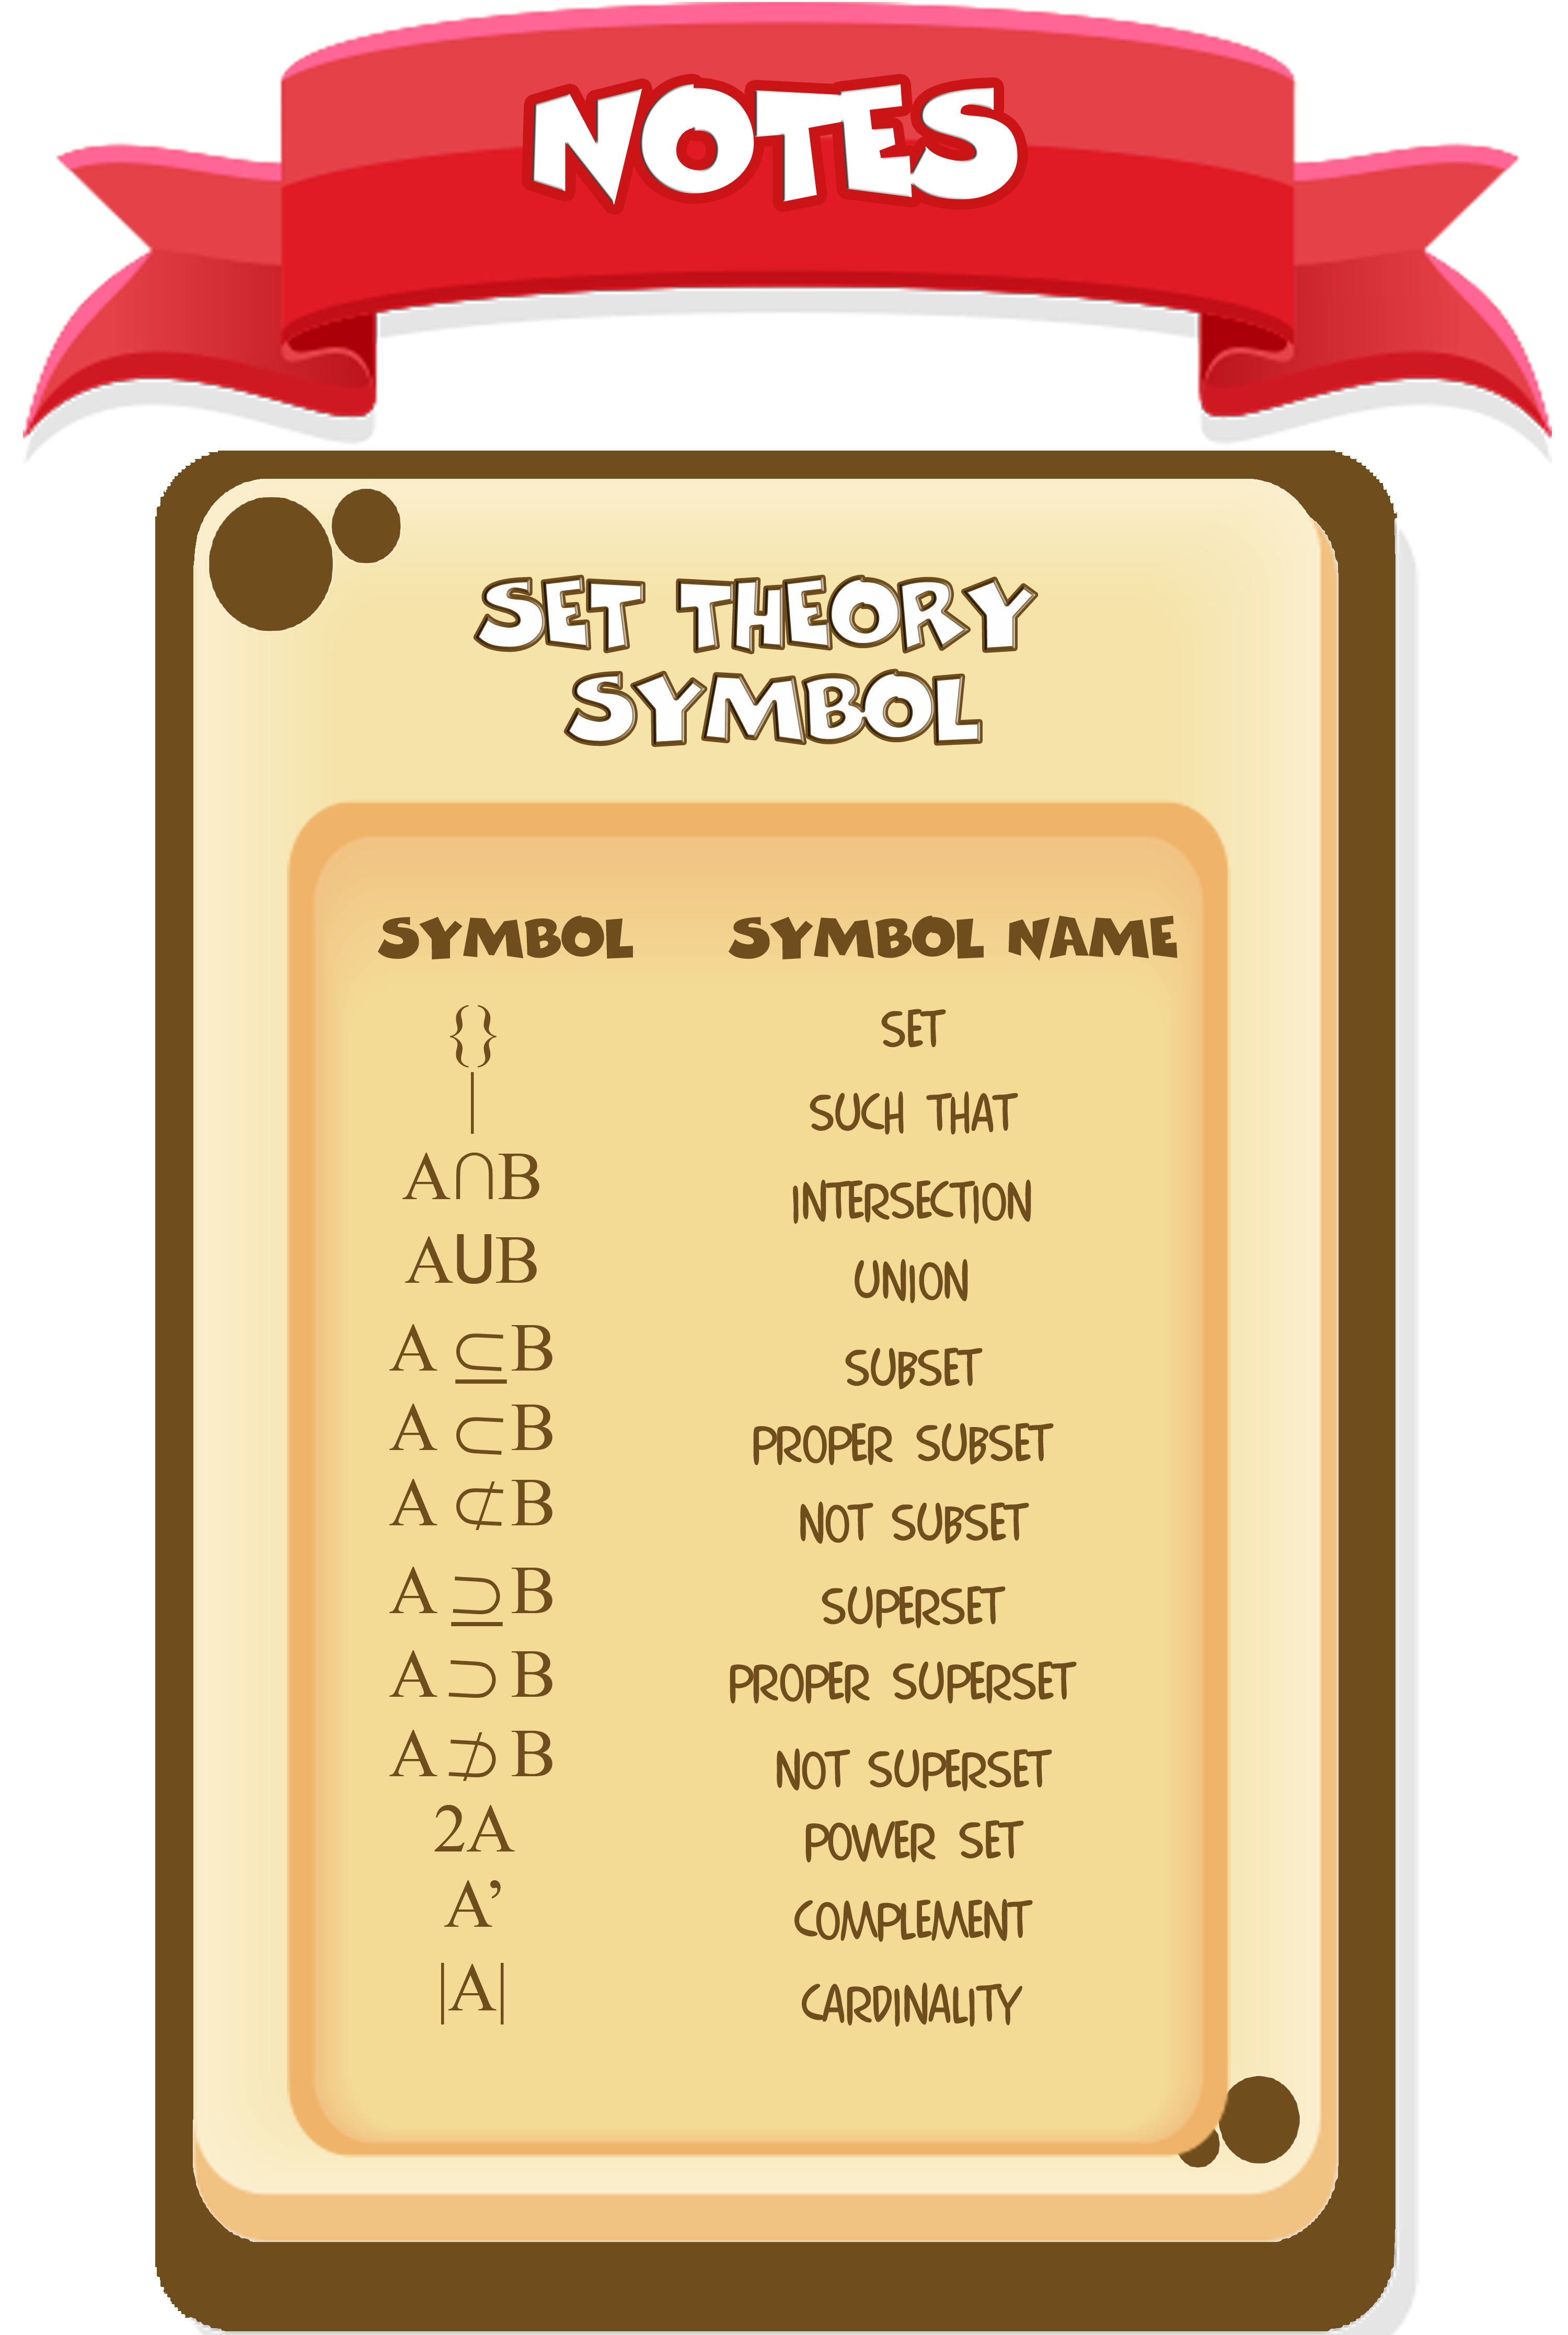 NOTES
SET THEORY
SYMBOL
SYMBOL SYMBOL NAME
{} SET
| SUCH THAT
A∩B INTERSECTION
A∪B UNION
A ⊆ B SUBSET
A ⊂ B PROPER SUBSET
A ⊄ B NOT SUBSET
A ⊇ B SUPERSET
A ⊃ B PROPER SUPERSET
A ⊅ B NOT SUPERSET
2A POWER SET
A’ COMPLEMENT
|A| CARDINALITY